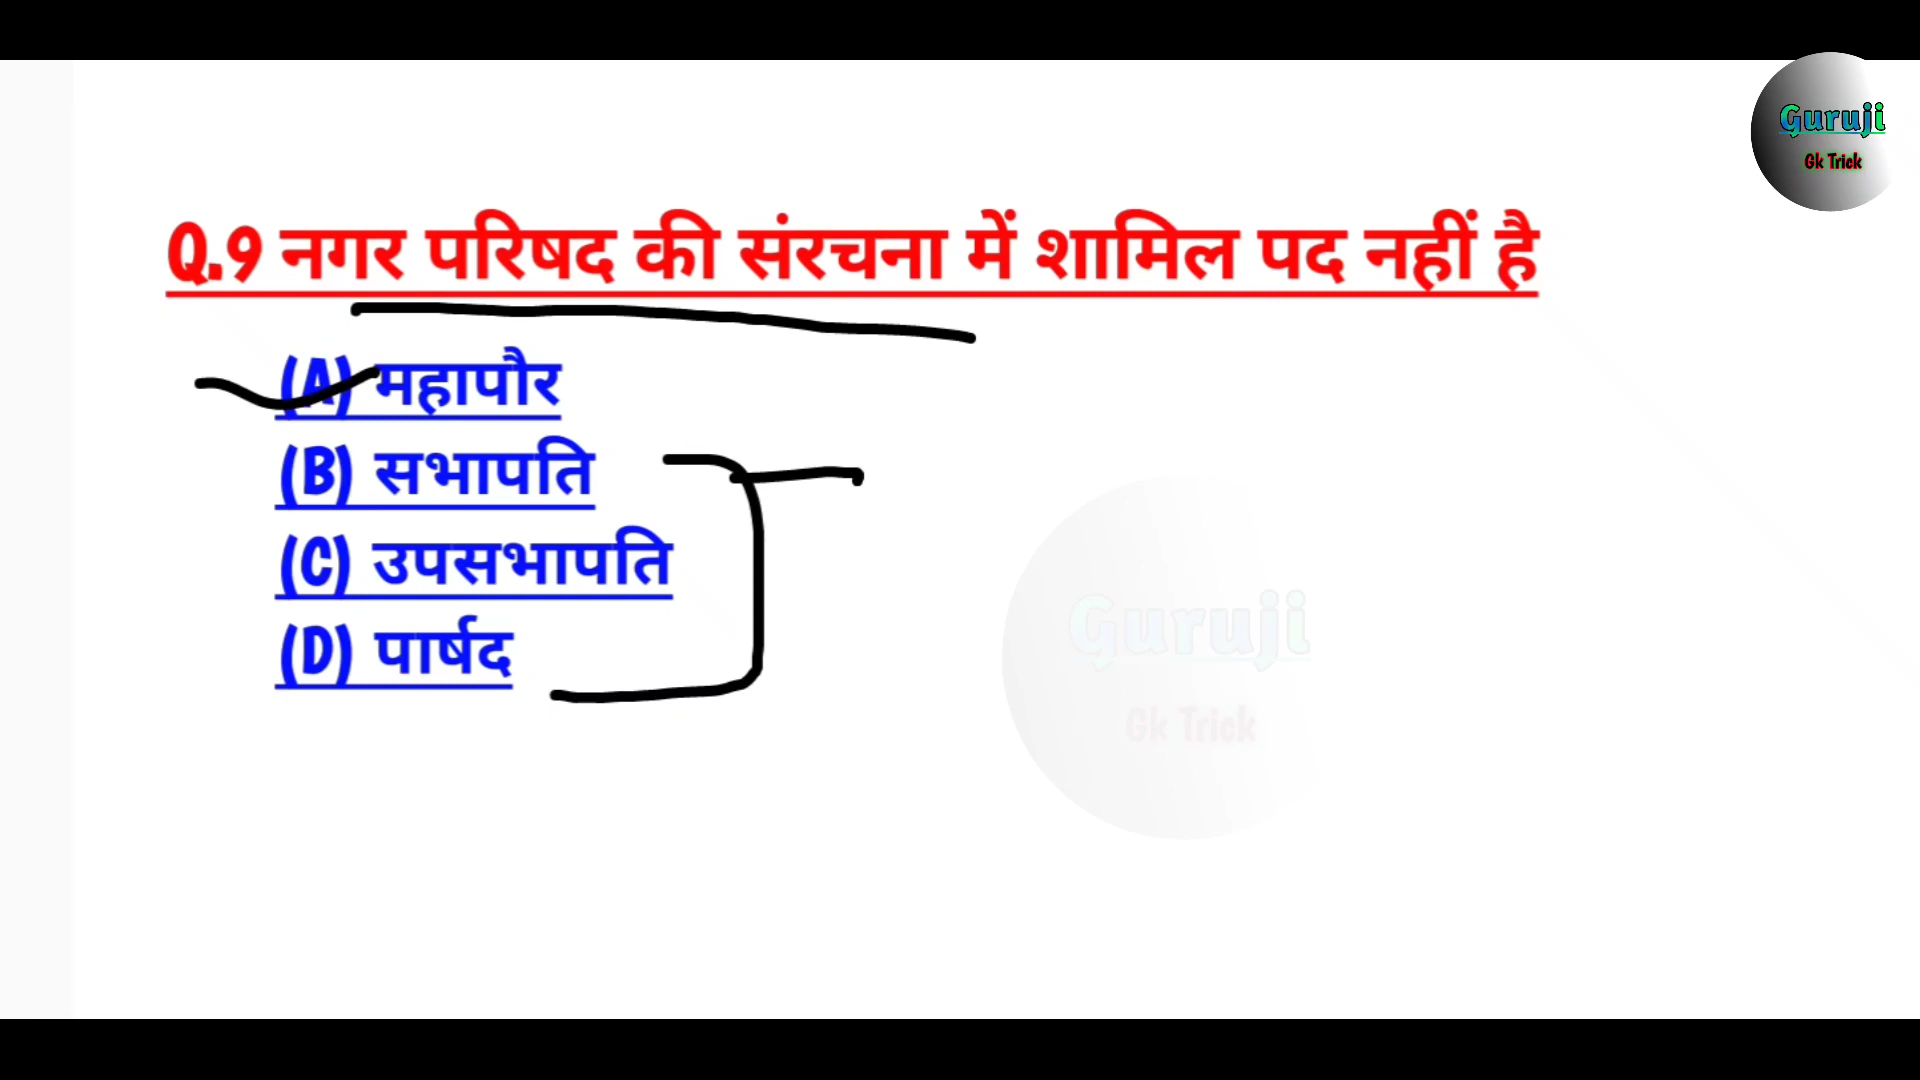 Guruji
Gk Trick
Q.9 नगर परिषद की संरचना में शामिल पद नहीं है
(A) महापौर
(B) सभापति
(C) उपसभापति
(D) पार्षद
Guruji
Gk Trick